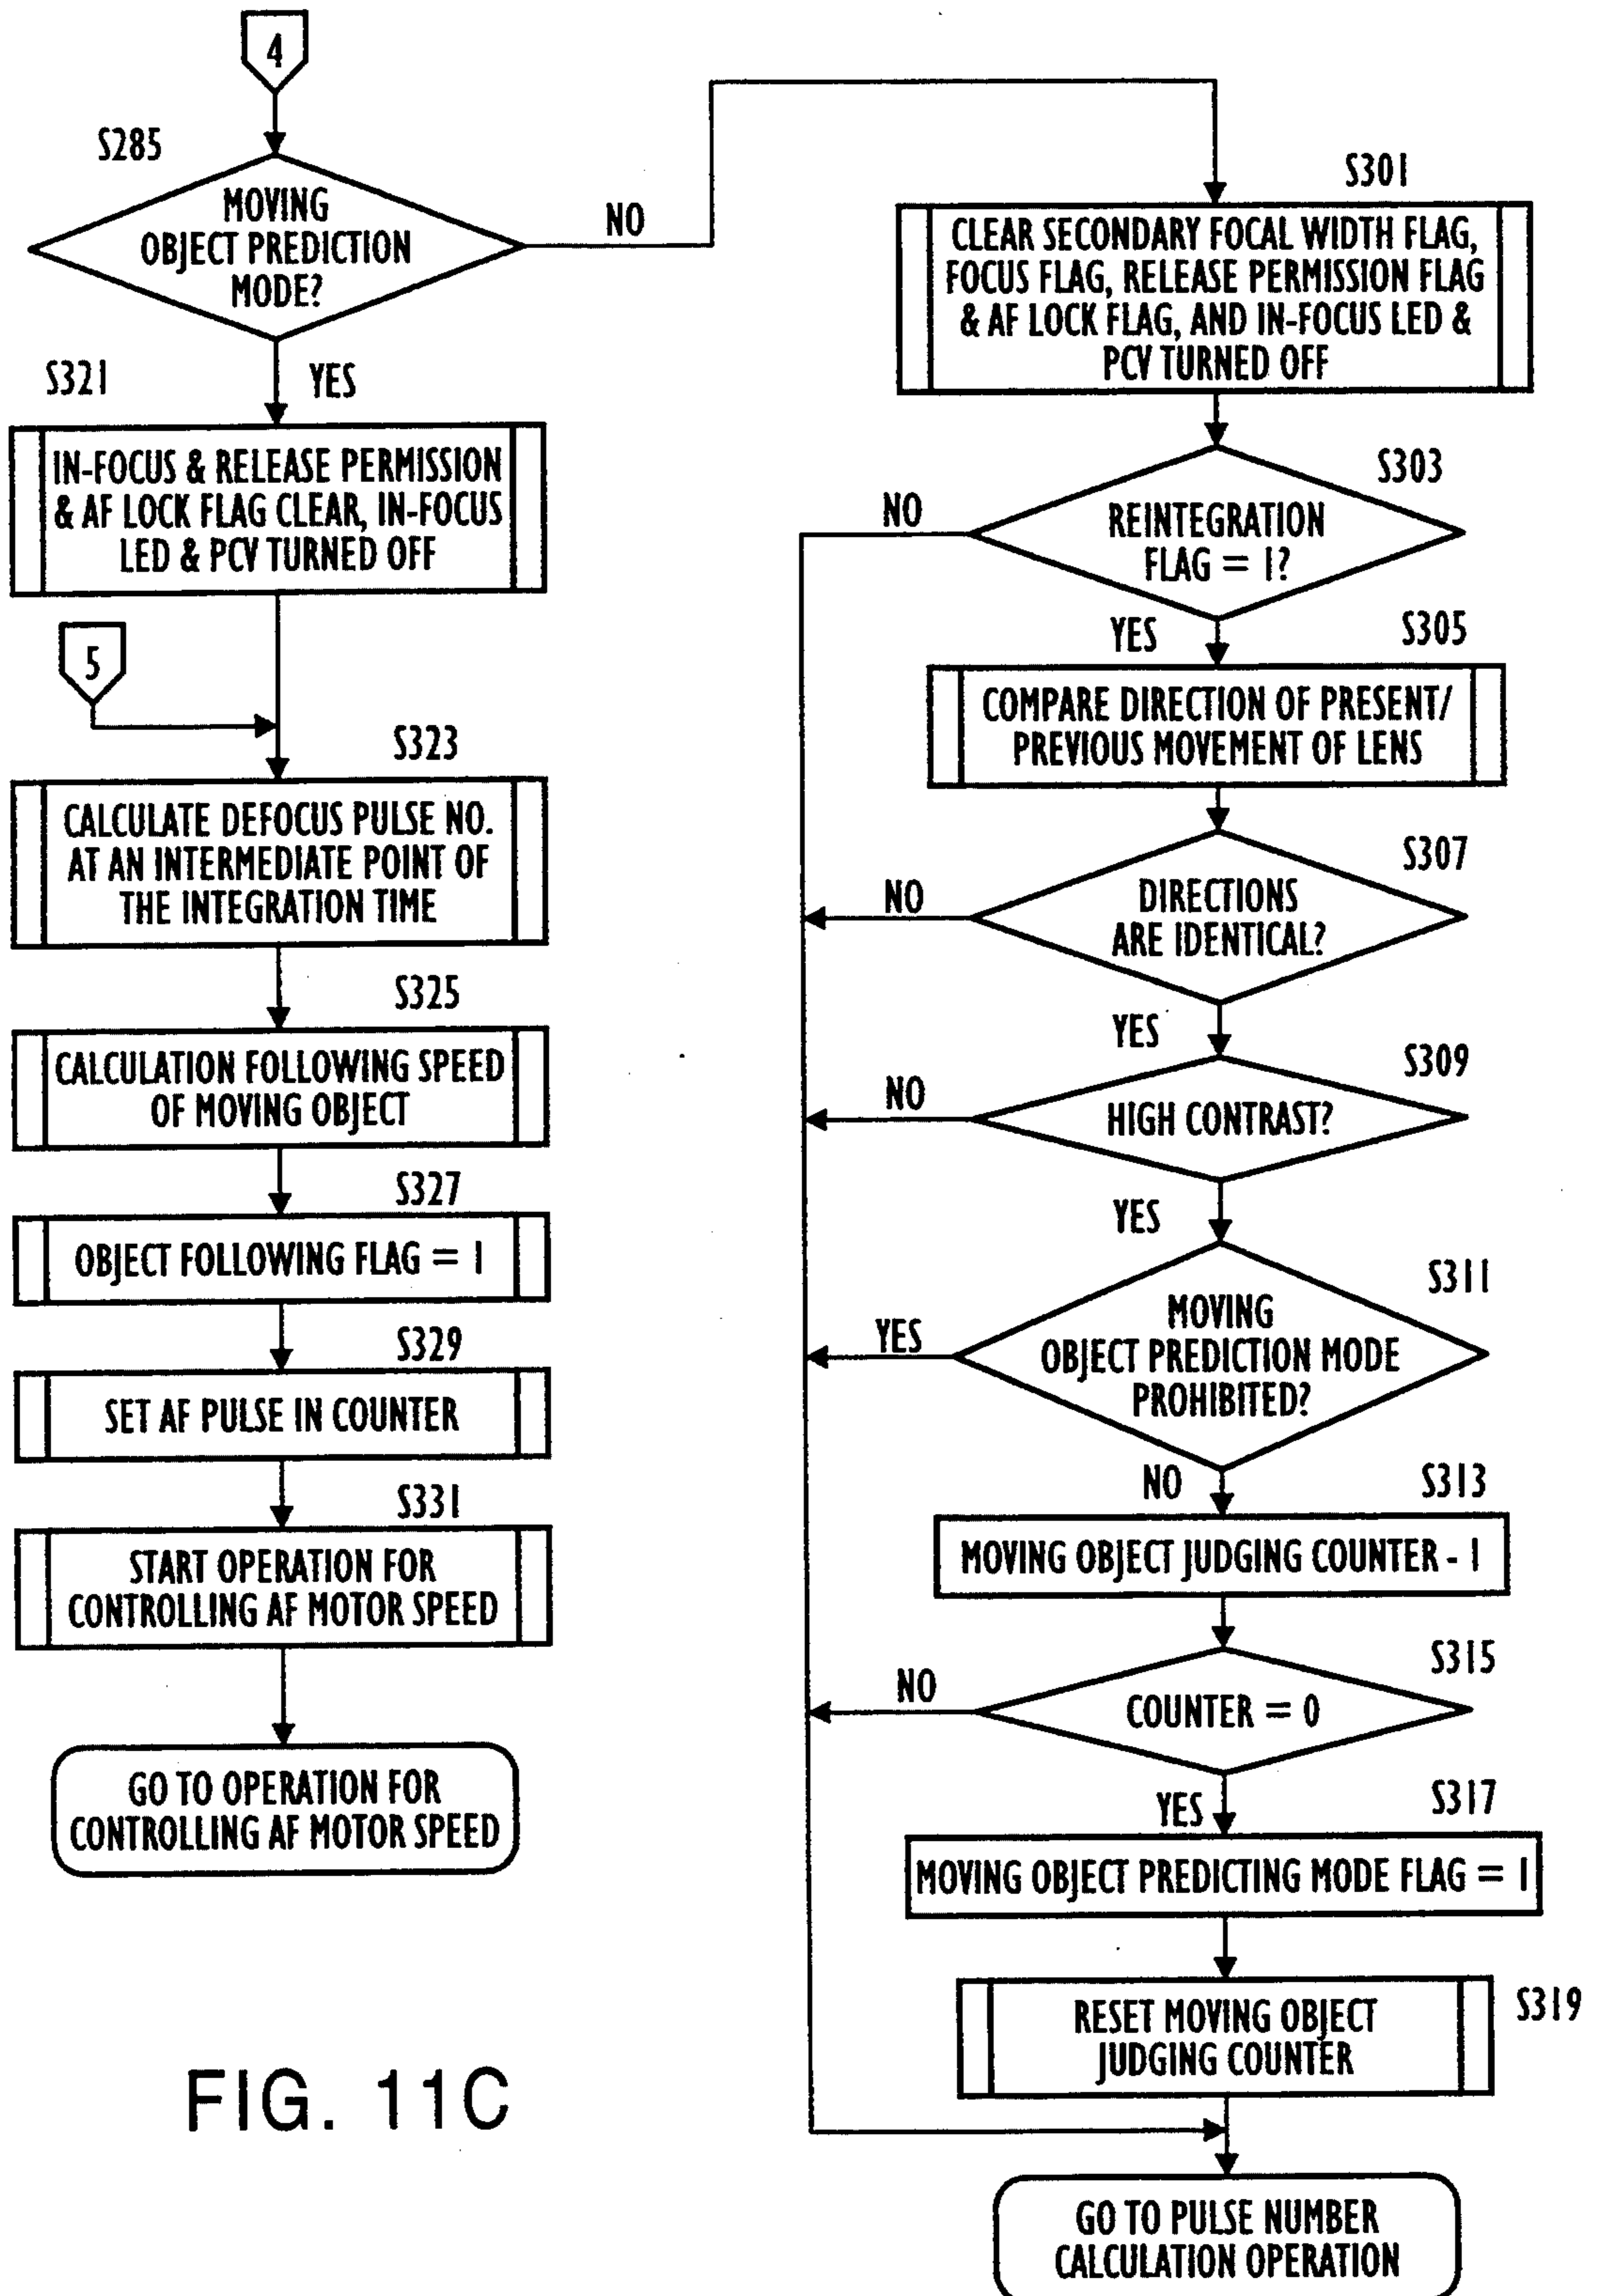 4
S285
MOVING
OBJECT PREDICTION
MODE?
NO
YES
S321
IN-FOCUS & RELEASE PERMISSION
& AF LOCK FLAG CLEAR, IN-FOCUS
LED & PCV TURNED OFF
5
S323
CALCULATE DEFOCUS PULSE NO.
AT AN INTERMEDIATE POINT OF
THE INTEGRATION TIME
S325
CALCULATION FOLLOWING SPEED
OF MOVING OBJECT
S327
OBJECT FOLLOWING FLAG = 1
S329
SET AF PULSE IN COUNTER
S331
START OPERATION FOR
CONTROLLING AF MOTOR SPEED
GO TO OPERATION FOR
CONTROLLING AF MOTOR SPEED
S301
CLEAR SECONDARY FOCAL WIDTH FLAG,
FOCUS FLAG, RELEASE PERMISSION FLAG
& AF LOCK FLAG, AND IN-FOCUS LED &
PCV TURNED OFF
S303
REINTEGRATION
FLAG = 1?
NO
YES
S305
COMPARE DIRECTION OF PRESENT/
PREVIOUS MOVEMENT OF LENS
S307
DIRECTIONS
ARE IDENTICAL?
NO
YES
S309
HIGH CONTRAST?
NO
YES
S311
MOVING
OBJECT PREDICTION MODE
PROHIBITED?
YES
NO
S313
MOVING OBJECT JUDGING COUNTER - 1
S315
COUNTER = 0
NO
YES
S317
MOVING OBJECT PREDICTING MODE FLAG = 1
S319
RESET MOVING OBJECT
JUDGING COUNTER
GO TO PULSE NUMBER
CALCULATION OPERATION
FIG. 11C